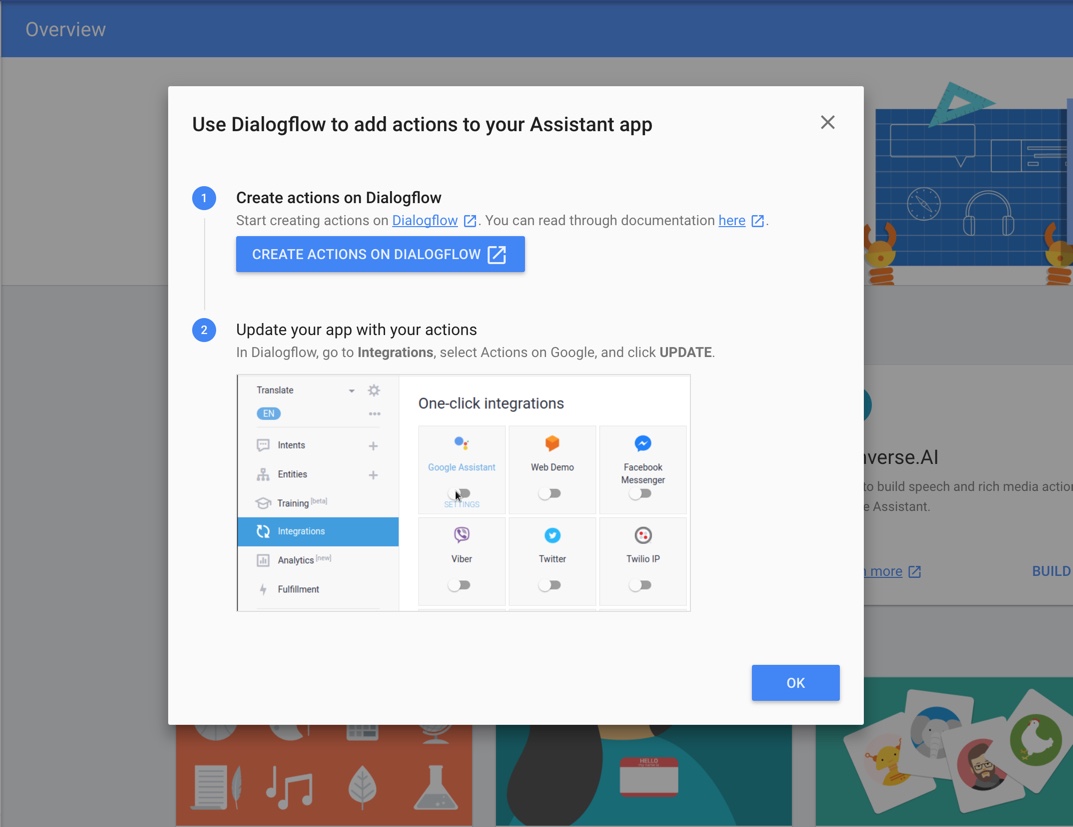 Overview
Use Dialogflow to add actions to your Assistant app
1
Create actions on Dialogflow
Start creating actions on Dialogflow . You can read through documentation here .
CREATE ACTIONS ON DIALOGFLOW
2
Update your app with your actions
In Dialogflow, go to Integrations, select Actions on Google, and click UPDATE.
Translate
EN
Intents
Entities
Training [beta]
Integrations
Analytics [new]
Fulfillment
One-click integrations
Google Assistant
SETTINGS
Web Demo
Facebook
Messenger
Viber
Twitter
Twilio IP
OK
verse.AI
to build speech and rich media actio
e Assistant.
more
BUILD
HELLO